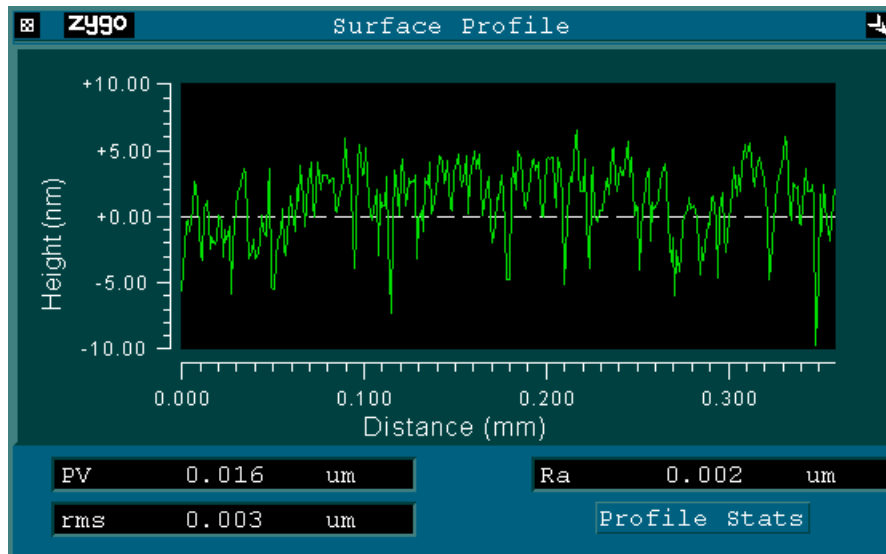 zygo Surface Profile
+10.00
+5.00
+0.00
-5.00
-10.00
Height (nm)
0.000 0.100 0.200 0.300
Distance (mm)
PV 0.016 um Ra 0.002 um
rms 0.003 um Profile Stats